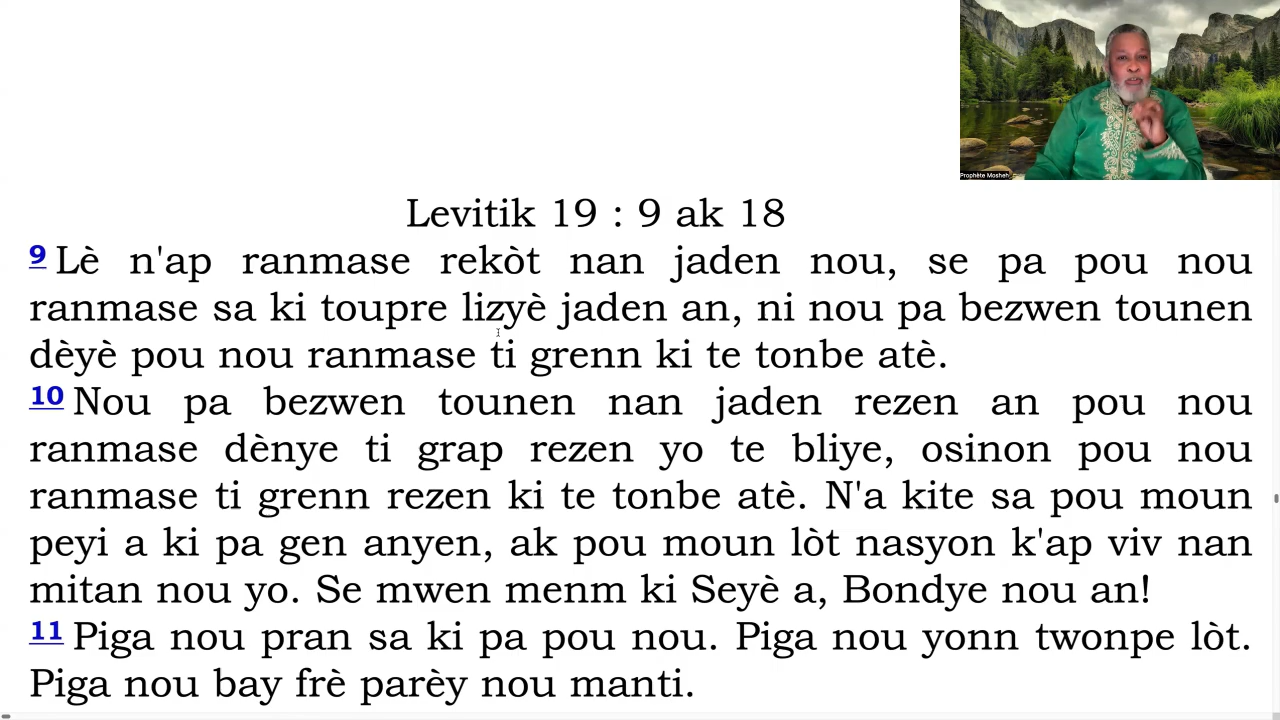 Prophète Mosheh
Levitik 19 : 9 ak 18
9 Lè n'ap ranmase rekòt nan jaden nou, se pa pou nou
ranmase sa ki toupre lizyè jaden an, ni nou pa bezwen tounen
dèyè pou nou ranmase ti grenn ki te tonbe atè.
10 Nou pa bezwen tounen nan jaden rezen an pou nou
ranmase dènye ti grap rezen yo te bliye, osinon pou nou
ranmase ti grenn rezen ki te tonbe atè. N'a kite sa pou moun
peyi a ki pa gen anyen, ak pou moun lòt nasyon k'ap viv nan
mitan nou yo. Se mwen menm ki Seyè a, Bondye nou an!
11 Piga nou pran sa ki pa pou nou. Piga nou yonn twonpe lòt.
Piga nou bay frè parèy nou manti.